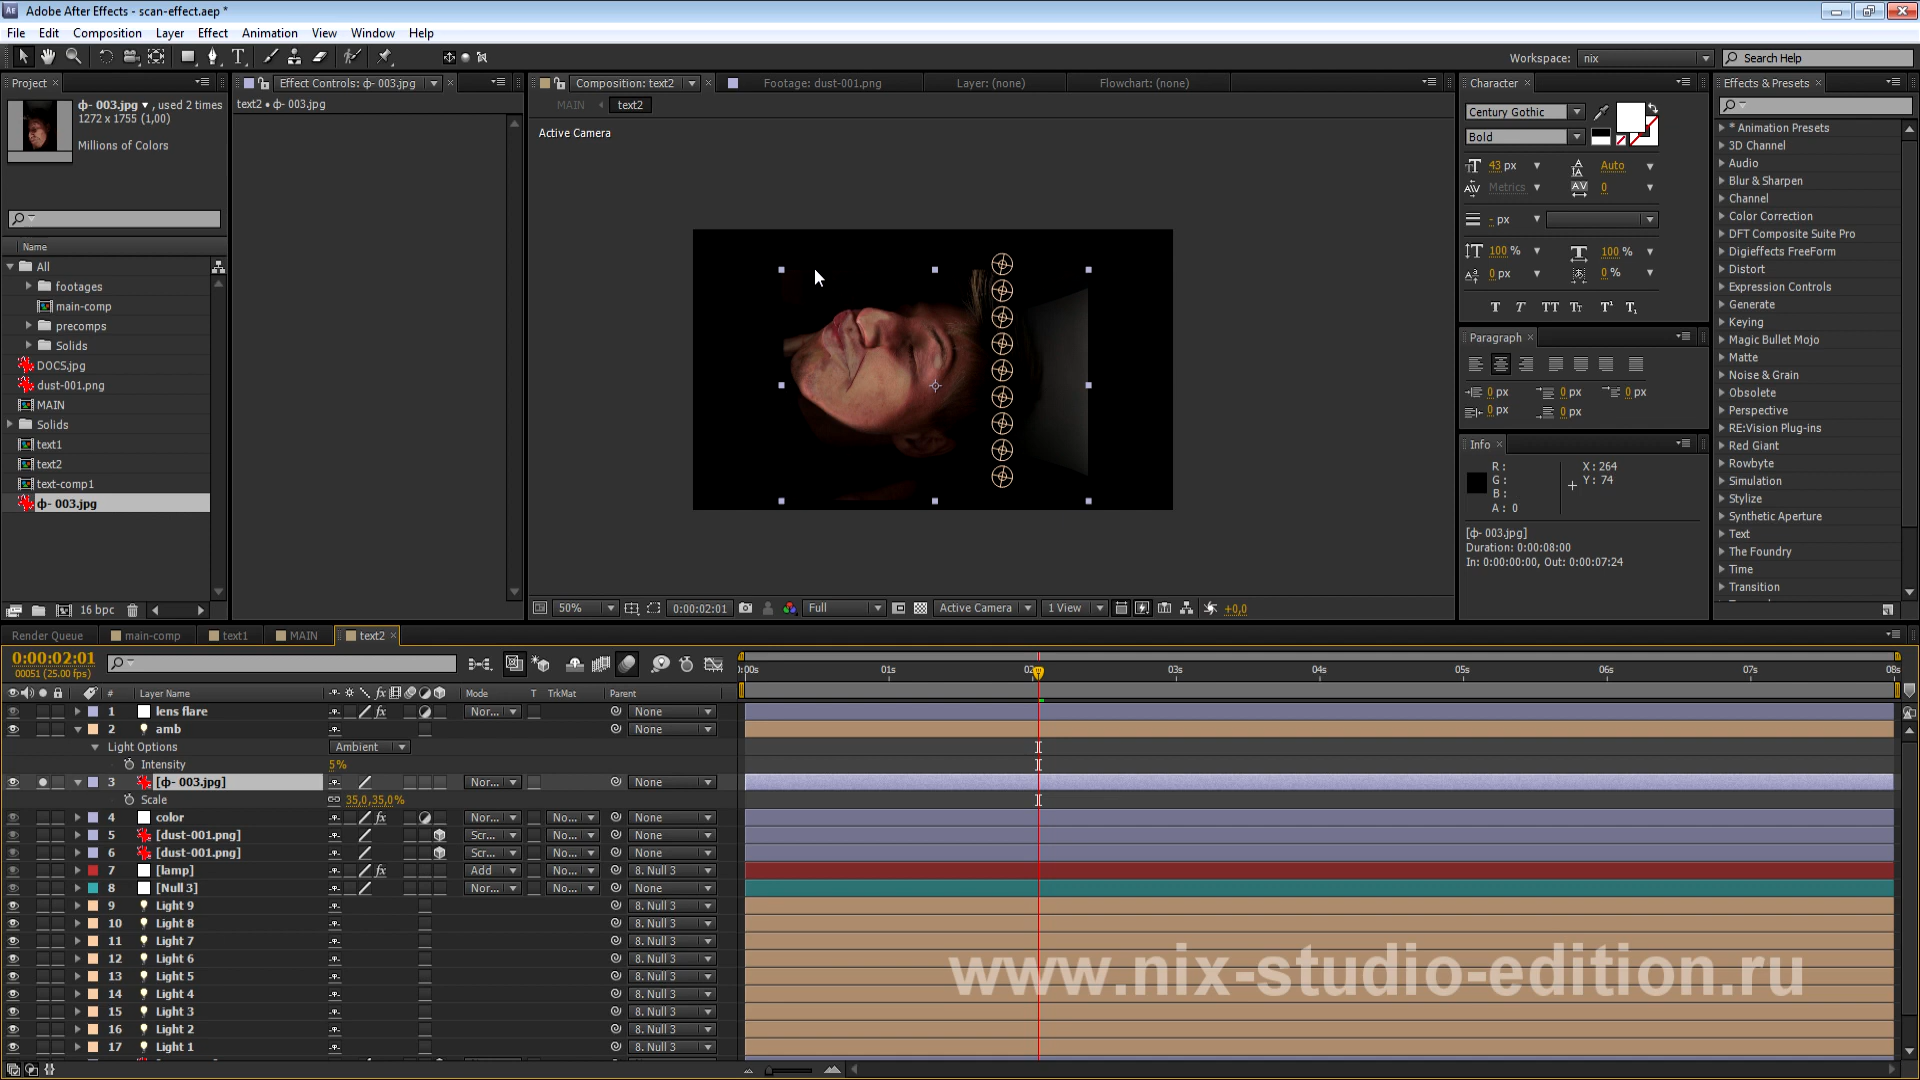 Adobe After Effects - scan-effect.aep *
File Edit Composition Layer Effect Animation View Window Help
Workspace: nix Search Help
Project
ф- 003.jpg , used 2 times
1272 x 1755 (1,00)
Millions of Colors
Name
All
footages
main-comp
precomps
Solids
DOCS.jpg
dust-001.png
MAIN
Solids
text1
text2
text-comp1
ф- 003.jpg
16 bpc
Effect Controls: ф- 003.jpg
text2 • ф- 003.jpg
Composition: text2 Footage: dust-001.png Layer: (none) Flowchart: (none)
MAIN text2
Active Camera
50% 0:00:02:01 Full Active Camera 1 View +0,0
Character
Century Gothic
Bold
43 px Auto
Metrics 0
- px
100 % 100 %
0 px 0 %
T T TT Tт T¹ T₁
Paragraph
0 px 0 px 0 px
0 px 0 px
Info
R : X : 264
G : Y : 74
B :
A : 0
[ф- 003.jpg]
Duration: 0:00:08:00
In: 0:00:00:00, Out: 0:00:07:24
Effects & Presets
* Animation Presets
3D Channel
Audio
Blur & Sharpen
Channel
Color Correction
DFT Composite Suite Pro
Digieffects FreeForm
Distort
Expression Controls
Generate
Keying
Magic Bullet Mojo
Matte
Noise & Grain
Obsolete
Perspective
RE:Vision Plug-ins
Red Giant
Rowbyte
Simulation
Stylize
Synthetic Aperture
Text
The Foundry
Time
Transition
Render Queue main-comp text1 MAIN text2
0:00:02:01
00051 (25.00 fps)
:00s 01s 02 03s 04s 05s 06s 07s 08s
# Layer Name fx Mode T TrkMat Parent
1 lens flare fx Nor... None
2 amb None
Light Options Ambient
Intensity 5%
3 [ф- 003.jpg] Nor... None
Scale 35,0,35,0%
4 color fx Nor... No... None
5 [dust-001.png] Scr... No... None
6 [dust-001.png] Scr... No... None
7 [lamp] fx Add No... 8. Null 3
8 [Null 3] Nor... No... None
9 Light 9 8. Null 3
10 Light 8 8. Null 3
11 Light 7 8. Null 3
12 Light 6 8. Null 3
13 Light 5 8. Null 3
14 Light 4 8. Null 3
15 Light 3 8. Null 3
16 Light 2 8. Null 3
17 Light 1 8. Null 3
www.nix-studio-edition.ru